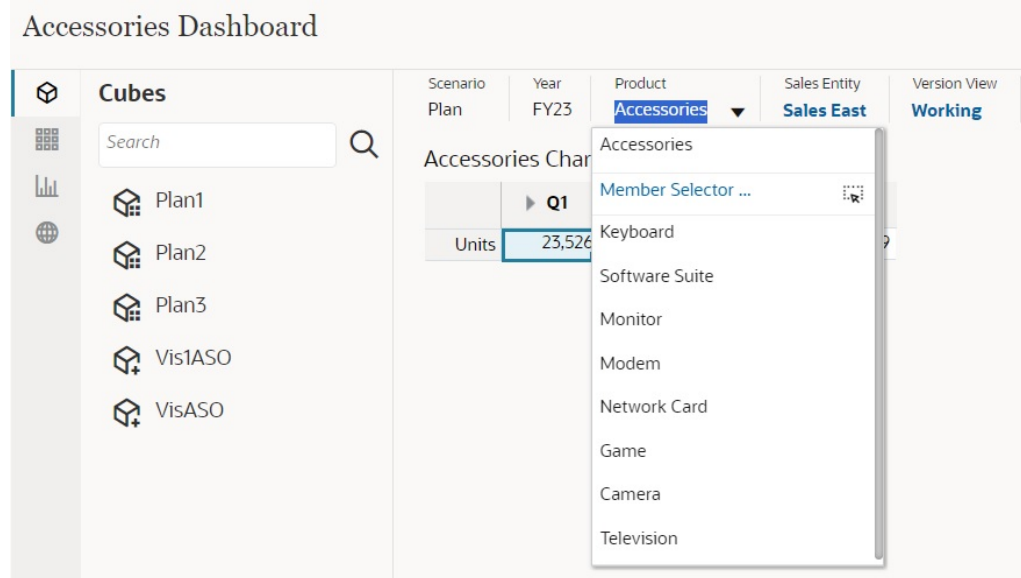 Accessories Dashboard
Cubes
Search
Plan1
Plan2
Plan3
Vis1ASO
VisASO
Scenario Year Product Sales Entity Version View
Plan FY23 Accessories Sales East Working
Accessories Char
Q1
Units 23,526 9
Accessories
Member Selector ...
Keyboard
Software Suite
Monitor
Modem
Network Card
Game
Camera
Television